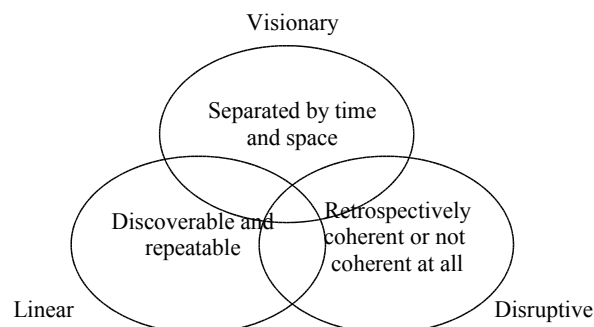 Visionary
Separated by time
and space
Discoverable and
repeatable
Retrospectively
coherent or not
coherent at all
Linear
Disruptive